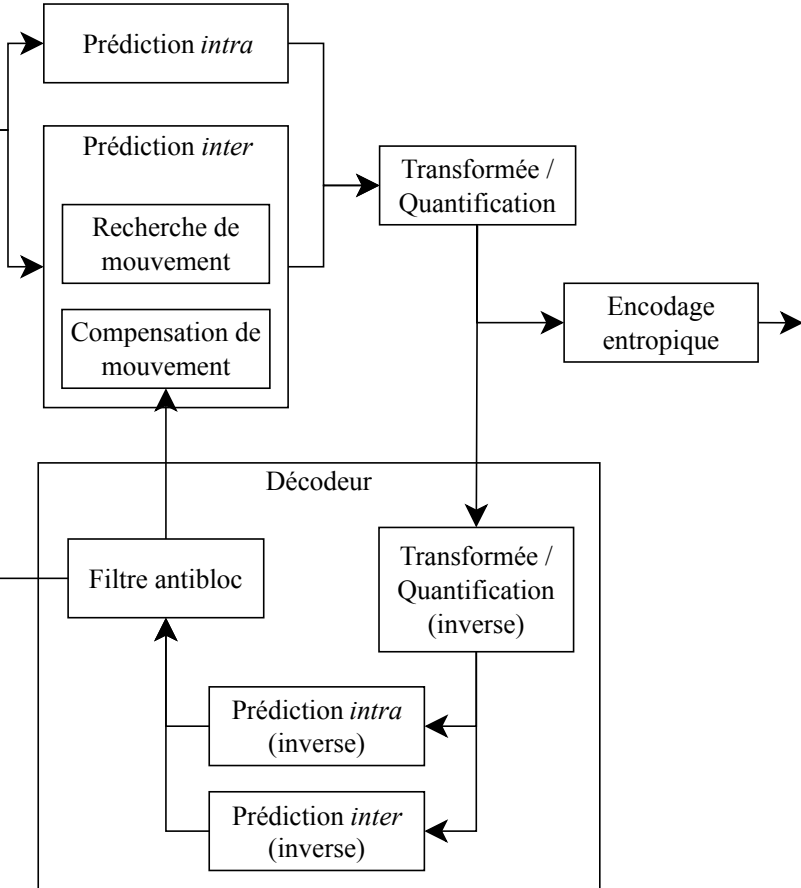 Prédiction intra
Prédiction inter
Recherche de
mouvement
Compensation de
mouvement
Transformée /
Quantification
Encodage
entropique
Décodeur
Filtre antibloc
Transformée /
Quantification
(inverse)
Prédiction intra
(inverse)
Prédiction inter
(inverse)